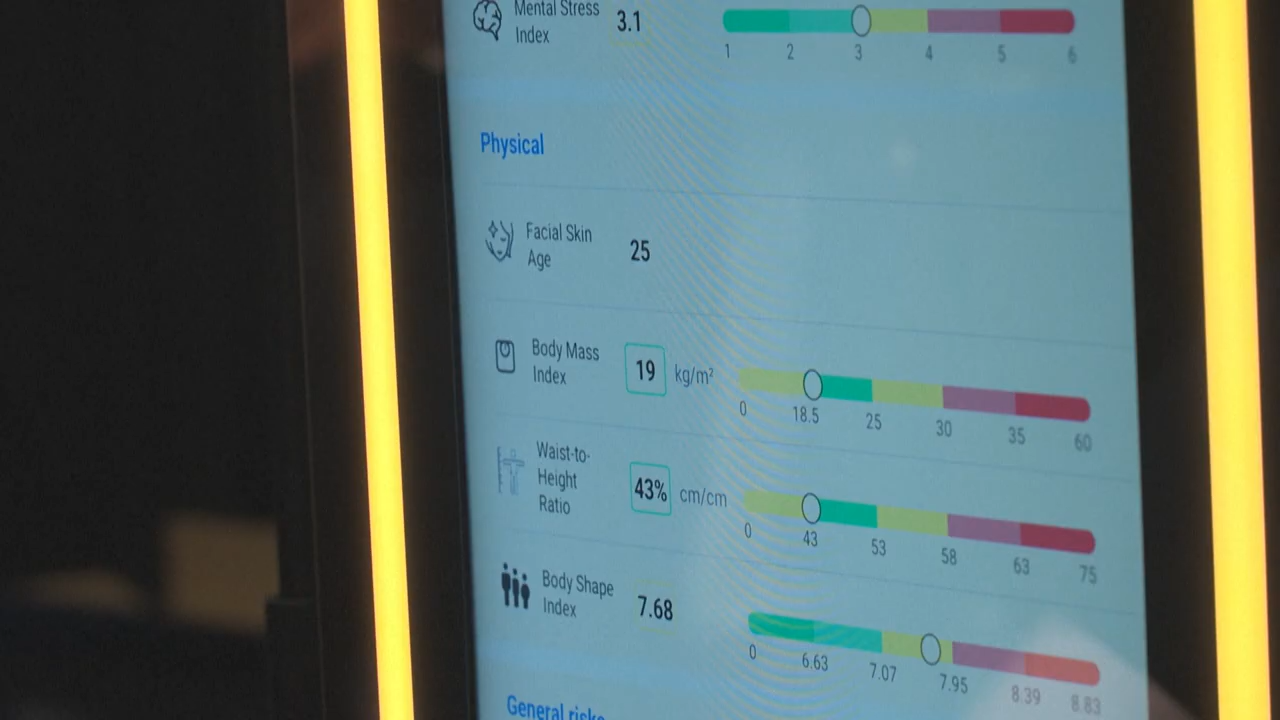 Mental Stress
Index
3.1
1 2 3 4 5 6
Physical
Facial Skin
Age
25
Body Mass
Index
19 kg/m²
0 18.5 25 30 35 60
Waist-to-
Height
Ratio
43% cm/cm
0 43 53 58 63 75
Body Shape
Index
7.68
0 6.63 7.07 7.95 8.39 8.83
General risks